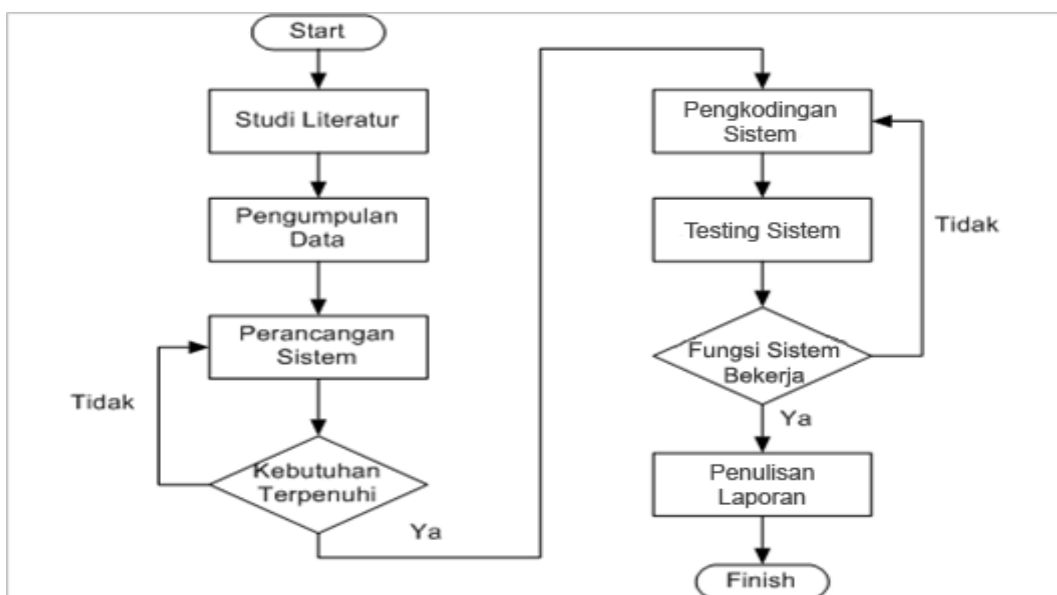 Start
Studi Literatur
Pengumpulan
Data
Perancangan
Sistem
Tidak
Kebutuhan
Terpenuhi
Ya
Pengkodingan
Sistem
Testing Sistem
Tidak
Fungsi Sistem
Bekerja
Ya
Penulisan
Laporan
Finish